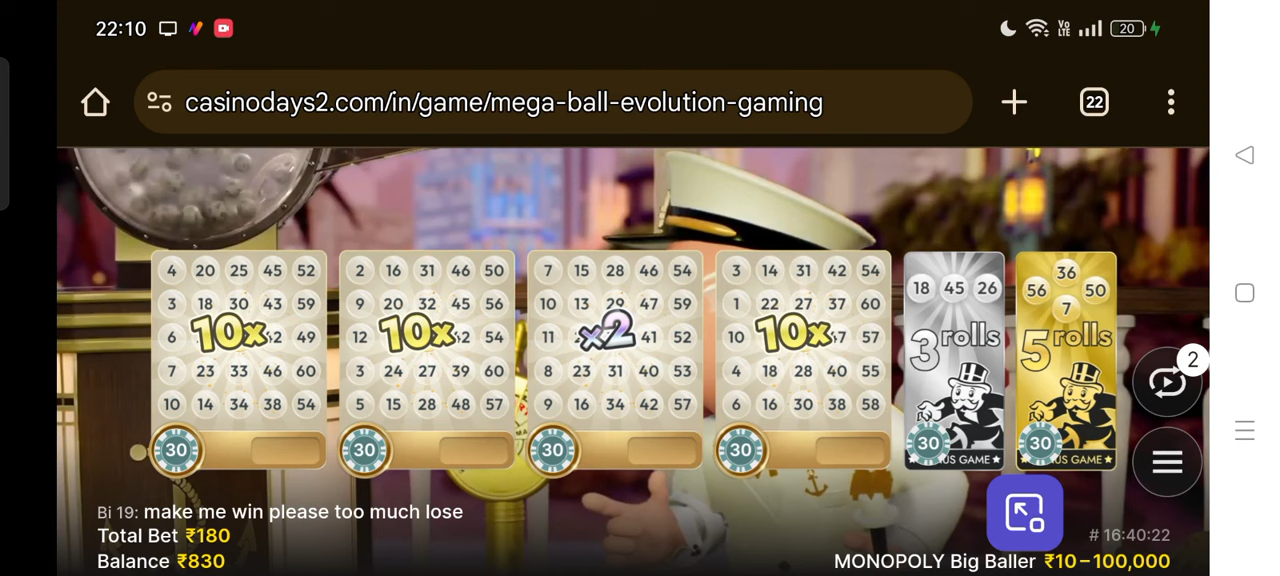 22:10 Vo LTE 20
casinodays2.com/in/game/mega-ball-evolution-gaming 22
4 20 25 45 52
3 18 30 43 59
6 10x 49
7 23 33 46 60
10 14 34 38 54
30
2 16 31 46 50
9 20 32 45 56
12 10x 54
3 24 27 39 60
5 15 28 48 57
30
7 15 28 46 54
10 13 29 47 59
11 x2 41 52
8 23 31 40 53
9 16 34 42 57
30
3 14 31 42 54
1 22 27 37 60
10 10x 57
4 18 28 40 55
6 16 30 38 58
30
18 45 26
3 rolls
30
US GAME
36
56 50
7
5 rolls
30
US GAME
2
Bi 19: make me win please too much lose
Total Bet ₹180
Balance ₹830
# 16:40:22
MONOPOLY Big Baller ₹10–100,000